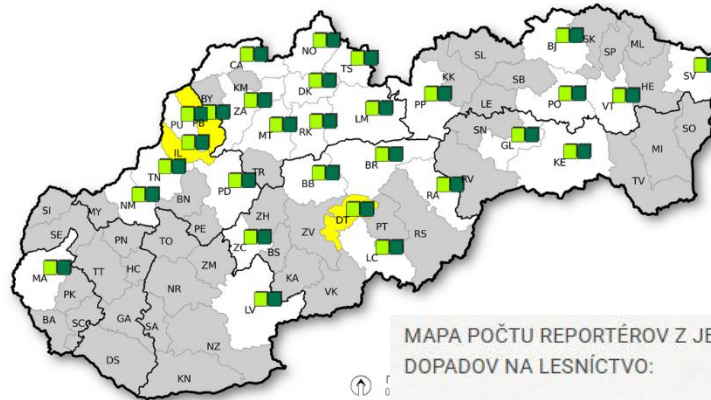 NO
CA
TS
BJ
SK
ML
SL
SP
SV
KM
DK
KK
SB
HE
BY
ZA
PP
PO
VT
PU
PB
MT
RK
LM
LE
IL
SN
GL
SO
TN
TR
BR
KE
MI
BN
PD
BB
RA
RV
TV
NM
SI
MY
PE
ZH
DT
PT
RS
SE
PN
TO
ZC
BS
ZV
LC
MA
TT
HC
ZM
KA
PK
NR
VK
BA
SC
GA
SA
LV
NZ
DS
KN
MAPA POČTU REPORTÉROV Z JE
DOPADOV NA LESNÍCTVO: